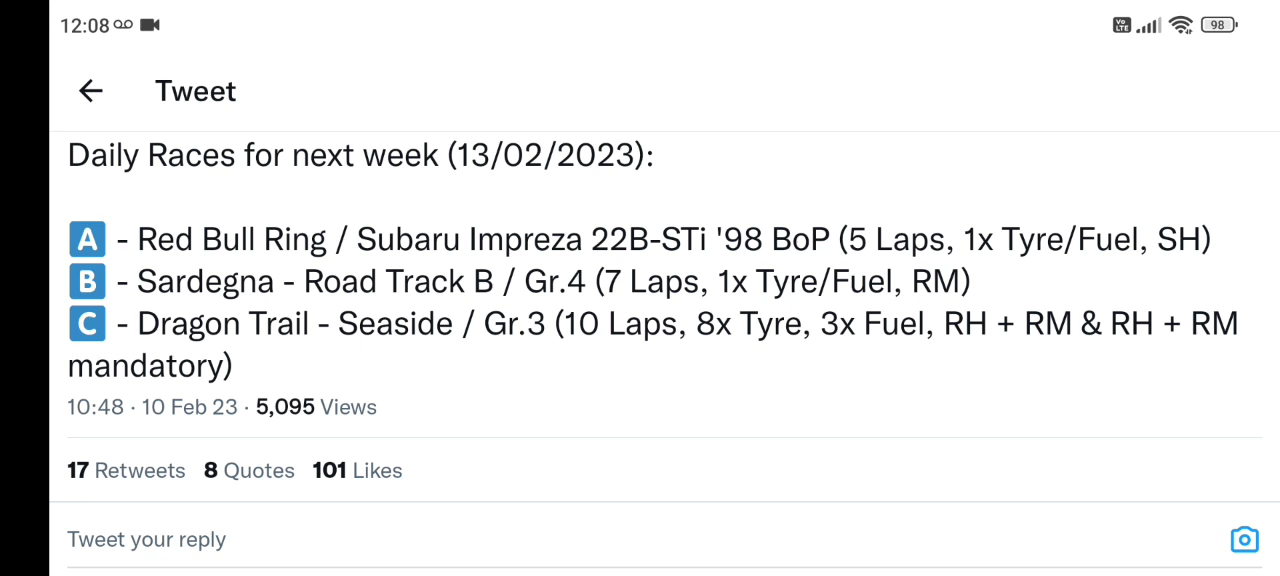 12:08
Vo LTE 98
Tweet
Daily Races for next week (13/02/2023):
A - Red Bull Ring / Subaru Impreza 22B-STi '98 BoP (5 Laps, 1x Tyre/Fuel, SH)
B - Sardegna - Road Track B / Gr.4 (7 Laps, 1x Tyre/Fuel, RM)
C - Dragon Trail - Seaside / Gr.3 (10 Laps, 8x Tyre, 3x Fuel, RH + RM & RH + RM
mandatory)
10:48 · 10 Feb 23 · 5,095 Views
17 Retweets 8 Quotes 101 Likes
Tweet your reply